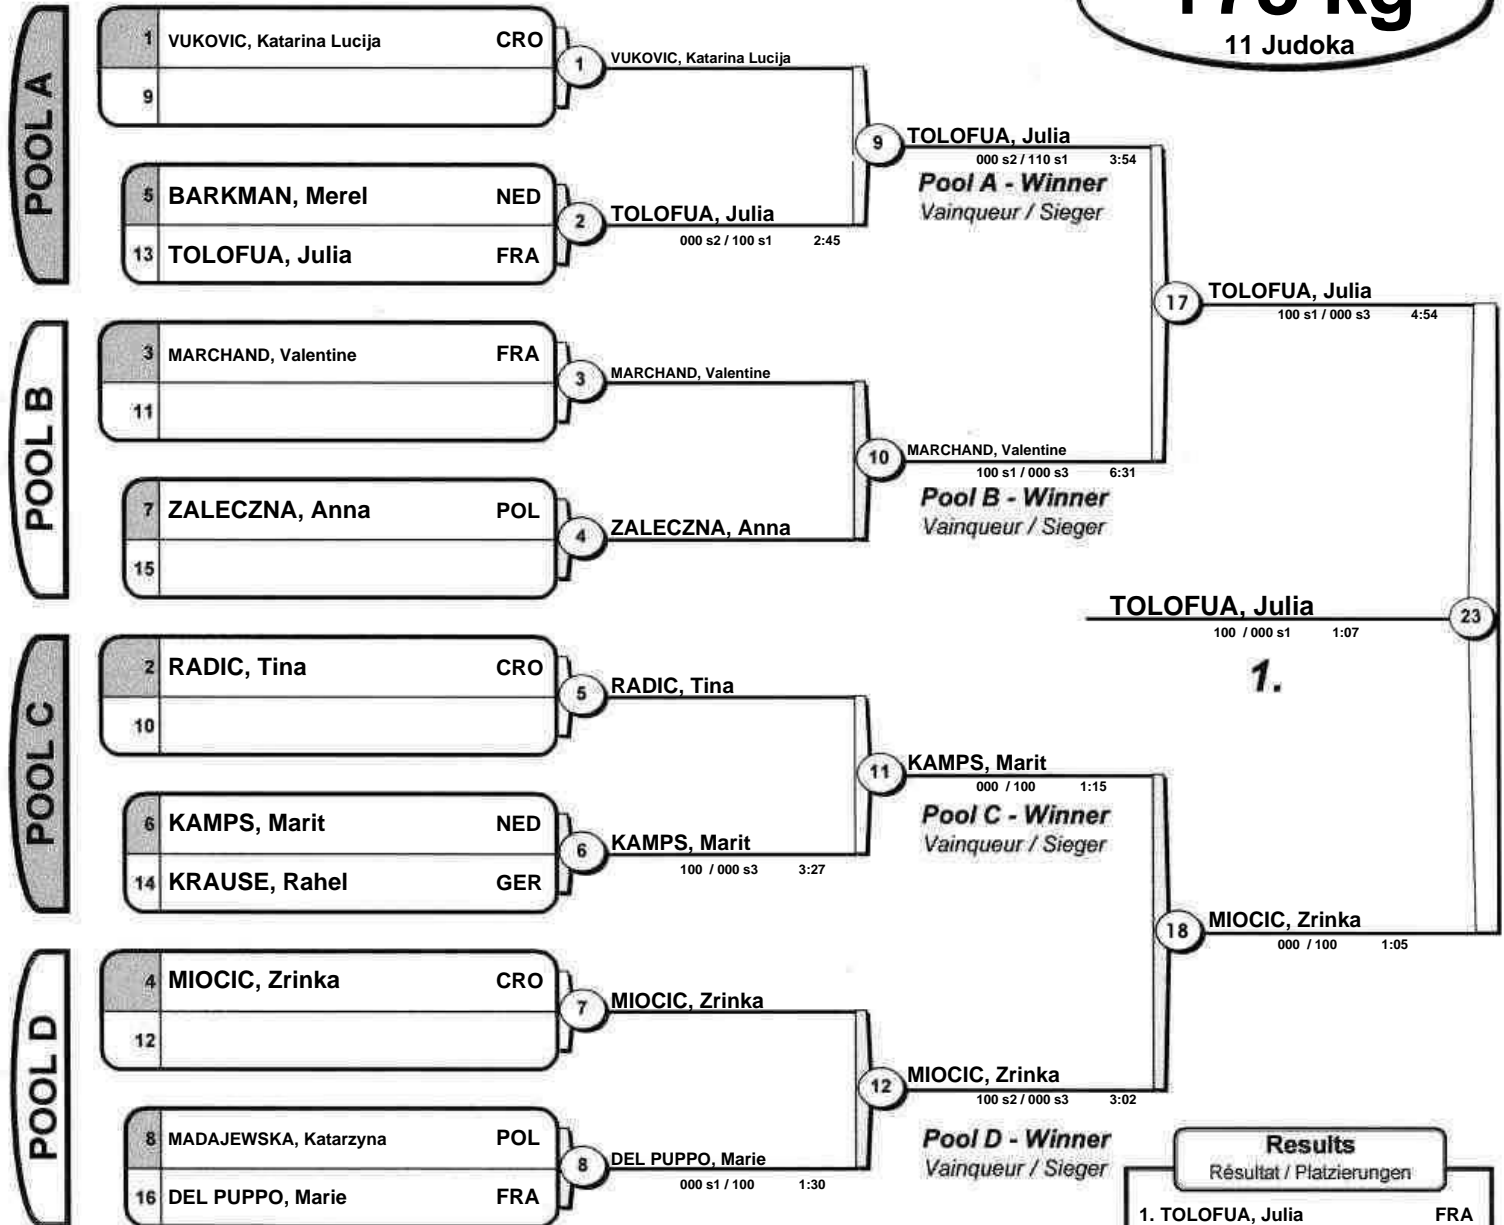 +78 kg
11 Judoka
POOL A
1 VUKOVIC, Katarina Lucija CRO
9
1 VUKOVIC, Katarina Lucija
5 BARKMAN, Merel NED
13 TOLOFUA, Julia FRA
2 TOLOFUA, Julia
000 s2 / 100 s1 2:45
9 TOLOFUA, Julia
000 s2 / 110 s1 3:54
Pool A - Winner
Vainqueur / Sieger
POOL B
3 MARCHAND, Valentine FRA
11
3 MARCHAND, Valentine
7 ZALECZNA, Anna POL
15
4 ZALECZNA, Anna
10 MARCHAND, Valentine
100 s1 / 000 s3 6:31
Pool B - Winner
Vainqueur / Sieger
17 TOLOFUA, Julia
100 s1 / 000 s3 4:54
TOLOFUA, Julia 23
100 / 000 s1 1:07
1.
POOL C
2 RADIC, Tina CRO
10
5 RADIC, Tina
6 KAMPS, Marit NED
14 KRAUSE, Rahel GER
6 KAMPS, Marit
100 / 000 s3 3:27
11 KAMPS, Marit
000 / 100 1:15
Pool C - Winner
Vainqueur / Sieger
18 MIOCIC, Zrinka
000 / 100 1:05
POOL D
4 MIOCIC, Zrinka CRO
12
7 MIOCIC, Zrinka
8 MADAJEWSKA, Katarzyna POL
16 DEL PUPPO, Marie FRA
8 DEL PUPPO, Marie
000 s1 / 100 1:30
12 MIOCIC, Zrinka
100 s2 / 000 s3 3:02
Pool D - Winner
Vainqueur / Sieger
Results
Résultat / Platzierungen
1. TOLOFUA, Julia FRA